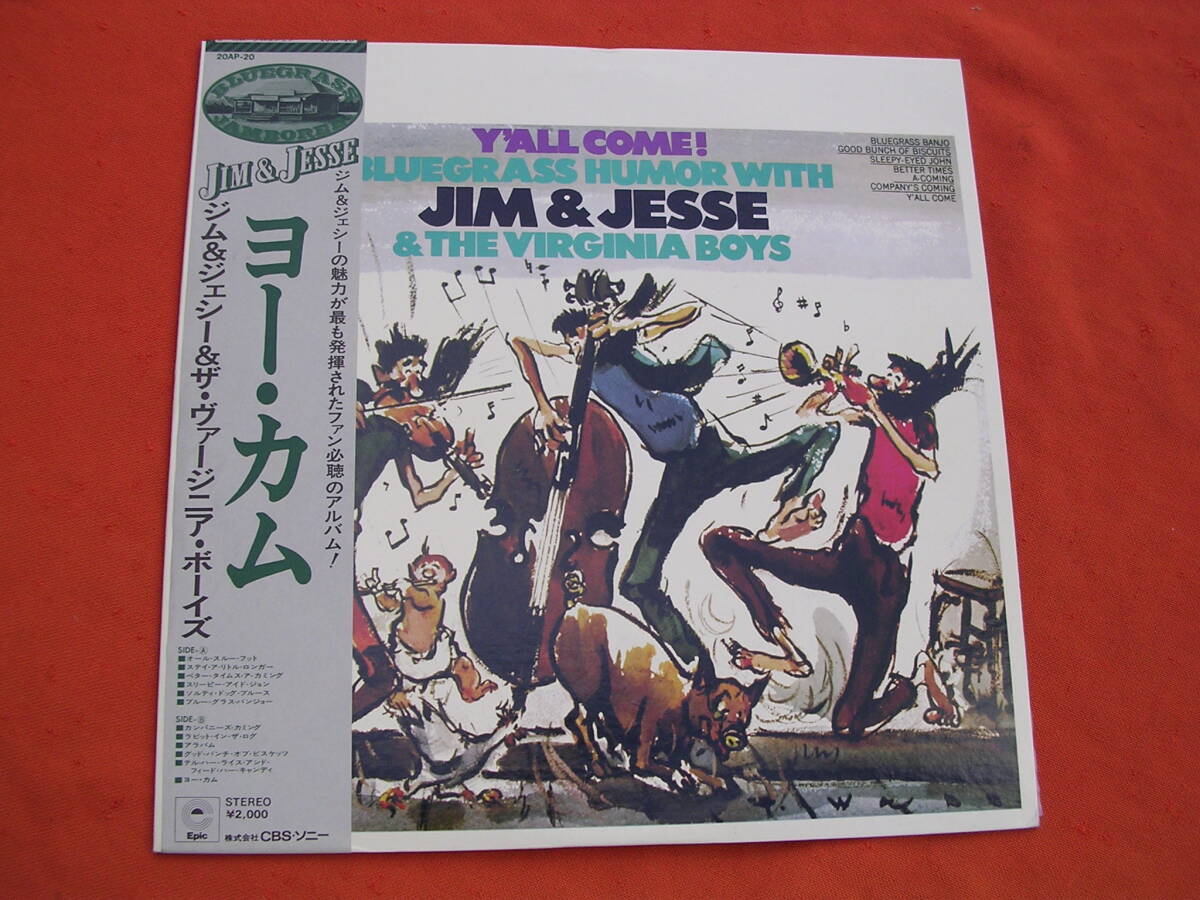 20AP-20
BLUEGRASS
JAMBOREE
JIM & JESSE
ヨー・カム
ジム&ジェシー&ザ・ヴァージニア・ボーイズ
ジム&ジェシーの魅力が最も発揮されたファン必聴のアルバム!
SIDE-Ⓐ
■オール・スルー・フット
■ステイ・ア・リトル・ロンガー
■ベター・タイムス・ア・カミング
■スリーピー・アイド・ジョン
■ソルティ・ドッグ・ブルース
■ブルー・グラス・バンジョー
SIDE-Ⓑ
■カンパニーズ・カミング
■ラビット・イン・ザ・ログ
■アラバム
■グッド・バンチ・オブ・ビスケッツ
■テル・ハー・ライス・アンド・
フィード・ハー・キャンディ
■ヨー・カム
Epic
STEREO
¥2,000
株式会社 CBS・ソニー
Y'ALL COME!
BLUEGRASS HUMOR WITH
JIM & JESSE
& THE VIRGINIA BOYS
BLUEGRASS BANJO
GOOD BUNCH OF BISCUITS
SLEEPY-EYED JOHN
BETTER TIMES
A-COMING
COMPANY'S COMING
Y'ALL COME